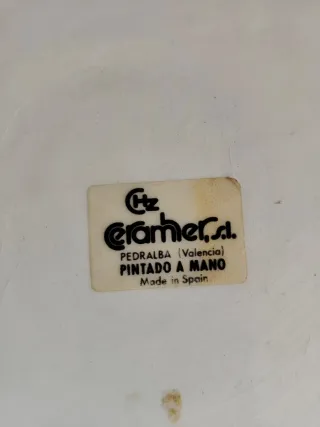 CHz
Ceramher, s.l.
PEDRALBA (Valencia)
PINTADO A MANO
Made in Spain